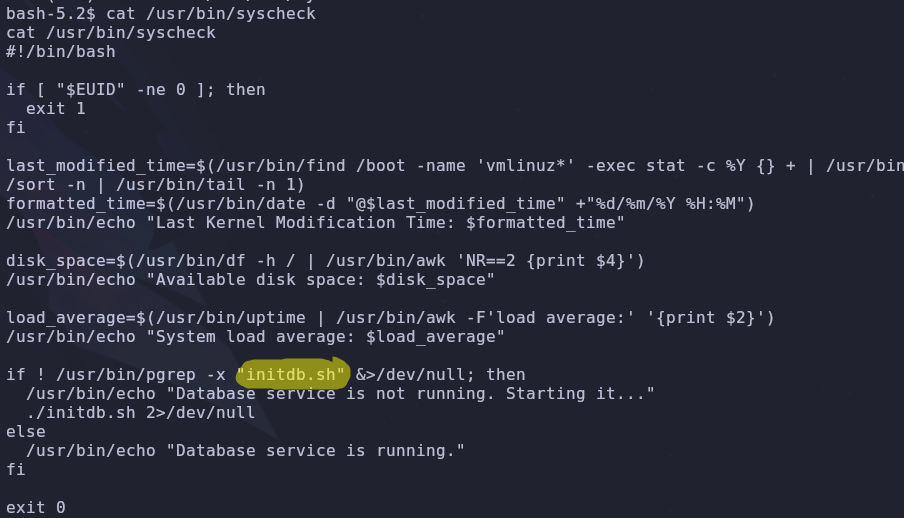 bash-5.2$ cat /usr/bin/syscheck
cat /usr/bin/syscheck
#!/bin/bash

if [ "$EUID" -ne 0 ]; then
  exit 1
fi

last_modified_time=$(/usr/bin/find /boot -name 'vmlinuz*' -exec stat -c %Y {} + | /usr/bin
/sort -n | /usr/bin/tail -n 1)
formatted_time=$(/usr/bin/date -d "@$last_modified_time" +"%d/%m/%Y %H:%M")
/usr/bin/echo "Last Kernel Modification Time: $formatted_time"

disk_space=$(/usr/bin/df -h / | /usr/bin/awk 'NR==2 {print $4}')
/usr/bin/echo "Available disk space: $disk_space"

load_average=$(/usr/bin/uptime | /usr/bin/awk -F'load average:' '{print $2}')
/usr/bin/echo "System load average: $load_average"

if ! /usr/bin/pgrep -x "initdb.sh" &>/dev/null; then
  /usr/bin/echo "Database service is not running. Starting it..."
  ./initdb.sh 2>/dev/null
else
  /usr/bin/echo "Database service is running."
fi

exit 0